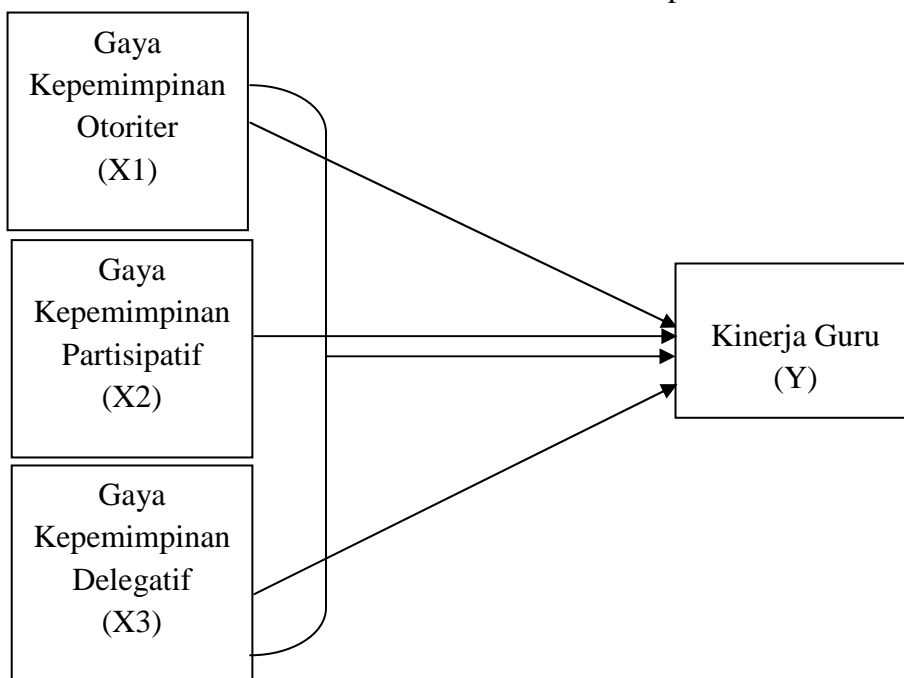 Gaya
Kepemimpinan
Otoriter
(X1)
Gaya
Kepemimpinan
Partisipatif
(X2)
Gaya
Kepemimpinan
Delegatif
(X3)
Kinerja Guru
(Y)